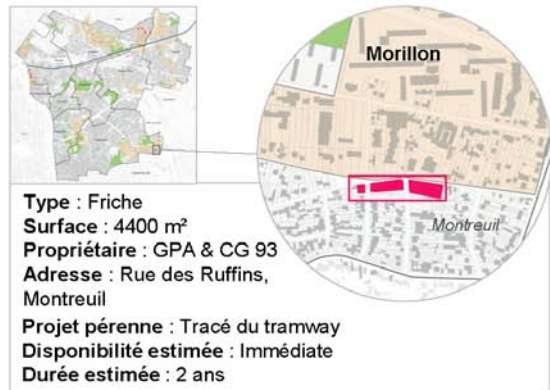 Morillon
Montreuil
Type : Friche
Surface : 4400 m²
Propriétaire : GPA & CG 93
Adresse : Rue des Ruffins,
Montreuil
Projet pérenne : Tracé du tramway
Disponibilité estimée : Immédiate
Durée estimée : 2 ans